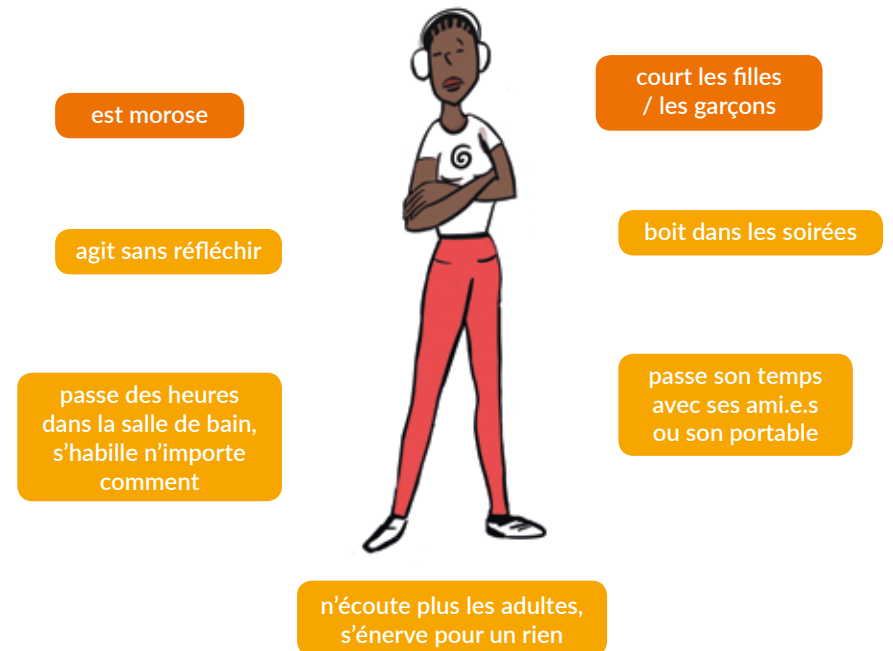 est morose
court les filles
/ les garçons
agit sans réfléchir
boit dans les soirées
passe des heures
dans la salle de bain,
s'habille n'importe
comment
passe son temps
avec ses ami.e.s
ou son portable
n'écoute plus les adultes,
s'énerve pour un rien